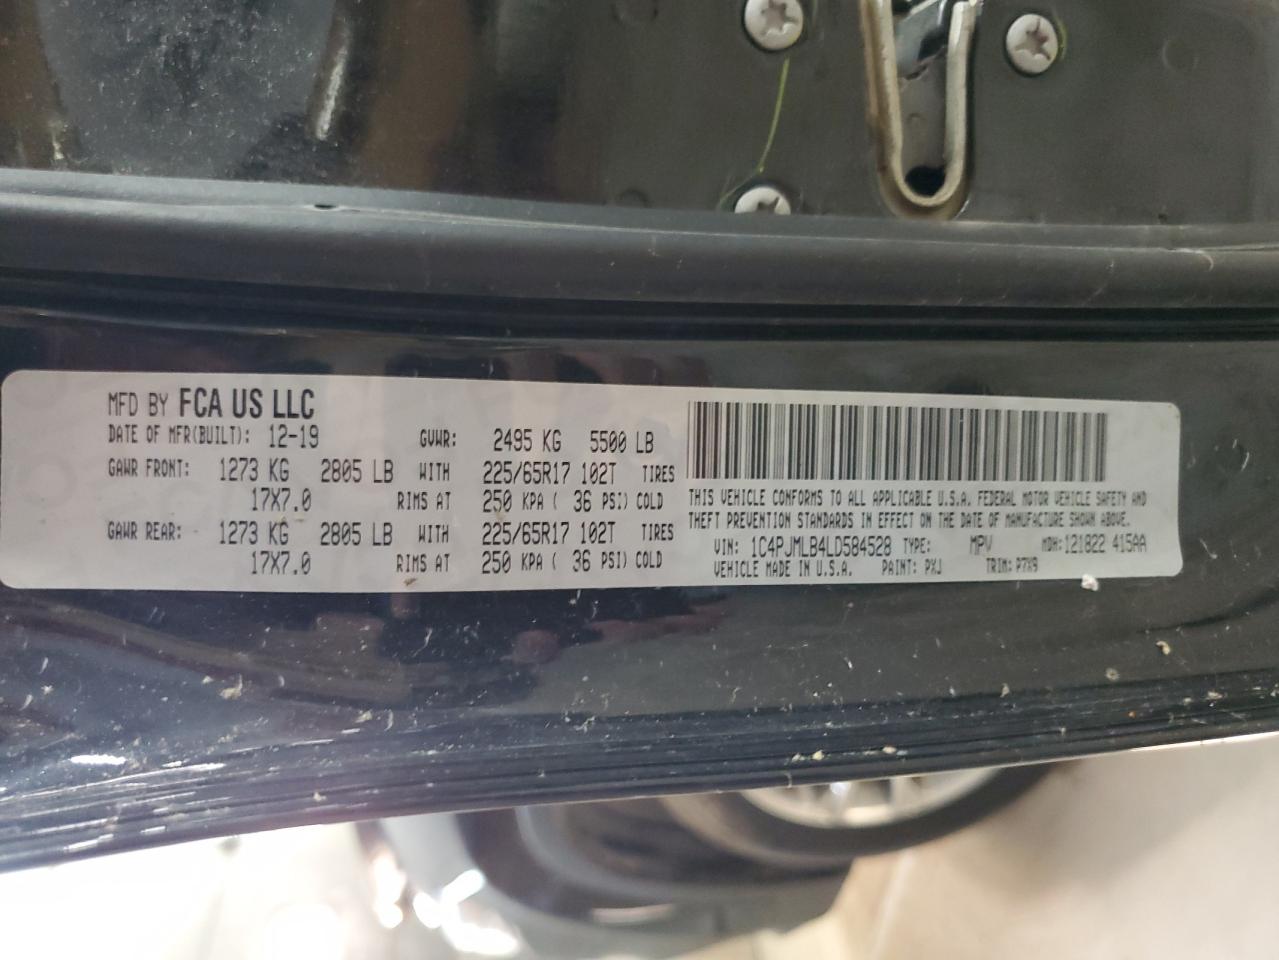 MFD BY FCA US LLC
DATE OF MFR(BUILT): 12-19 GVWR: 2495 KG 5500 LB
GAWR FRONT: 1273 KG 2805 LB WITH 225/65R17 102T TIRES
17X7.0 RIMS AT 250 KPA ( 36 PSI) COLD
GAWR REAR: 1273 KG 2805 LB WITH 225/65R17 102T TIRES
17X7.0 RIMS AT 250 KPA ( 36 PSI) COLD
THIS VEHICLE CONFORMS TO ALL APPLICABLE U.S.A. FEDERAL MOTOR VEHICLE SAFETY AND
THEFT PREVENTION STANDARDS IN EFFECT ON THE DATE OF MANUFACTURE SHOWN ABOVE.
VIN: 1C4PJMLB4LD584528 TYPE: MPV MDH:121822 415AA
VEHICLE MADE IN U.S.A. PAINT: PXJ TRIM: P7X9